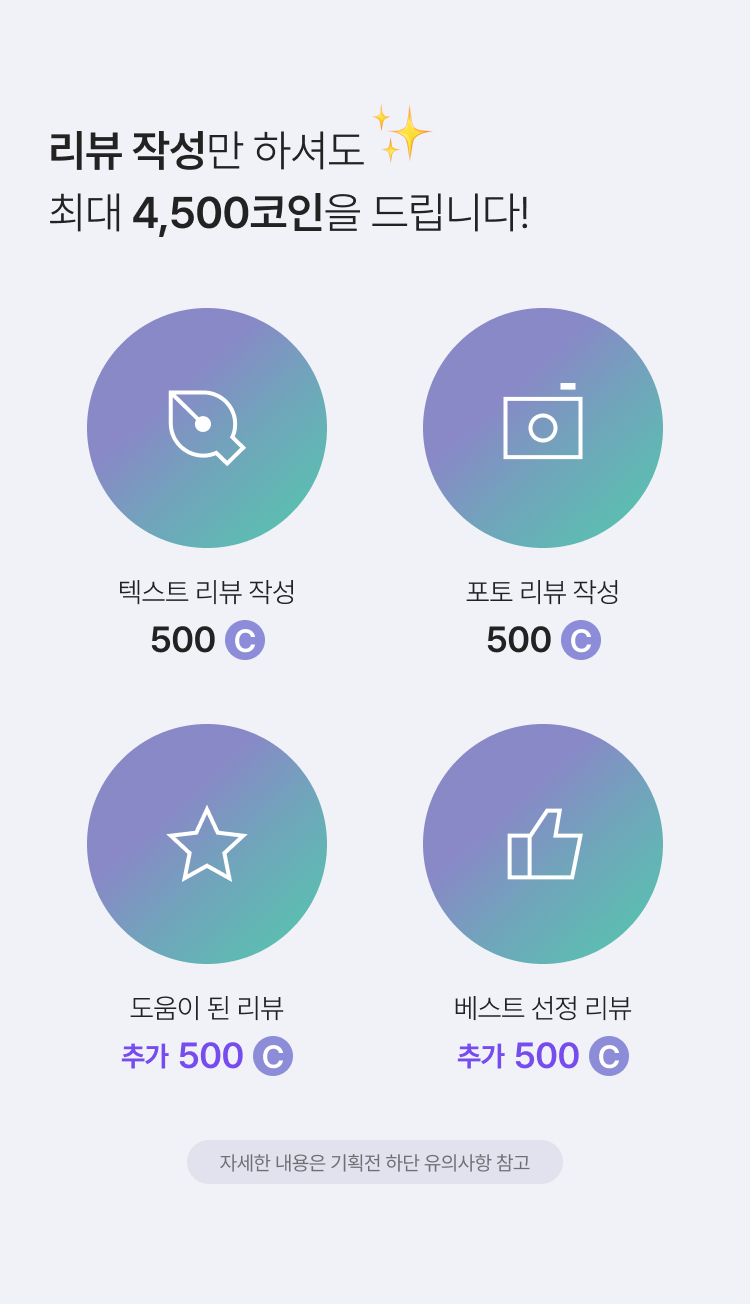 리뷰 작성만 하셔도✨
최대 4,500코인을 드립니다!
텍스트 리뷰 작성
500 C
포토 리뷰 작성
500 C
도움이 된 리뷰
추가 500 C
베스트 선정 리뷰
추가 500 C
자세한 내용은 기획전 하단 유의사항 참고